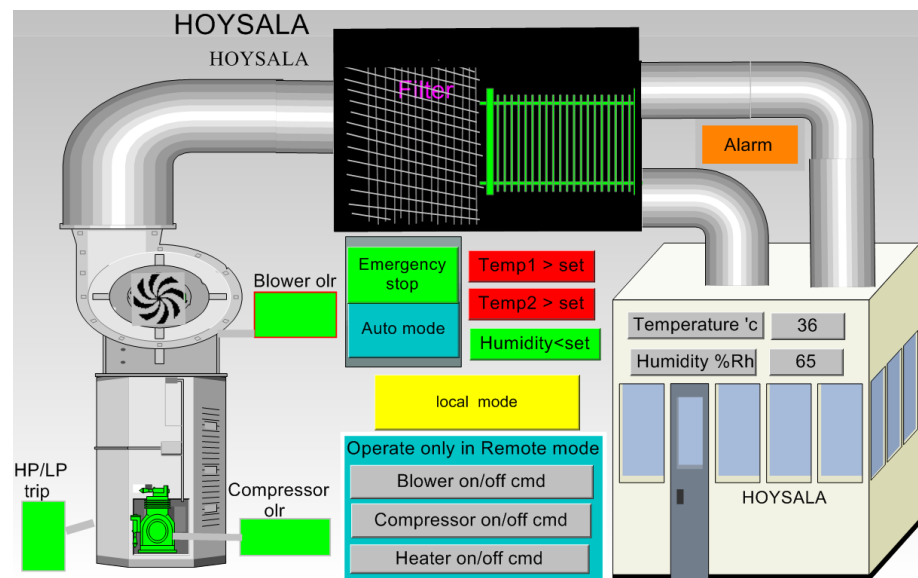 HOYSALA
HOYSALA
Filter
Alarm
Emergency
stop
Temp1 > set
Blower olr
Temp2 > set
Auto mode
Humidity<set
Temperature 'c
36
Humidity %Rh
65
local  mode
Operate only in Remote mode
HP/LP
trip
Blower on/off cmd
Compressor
olr
HOYSALA
Compressor on/off cmd
Heater on/off cmd